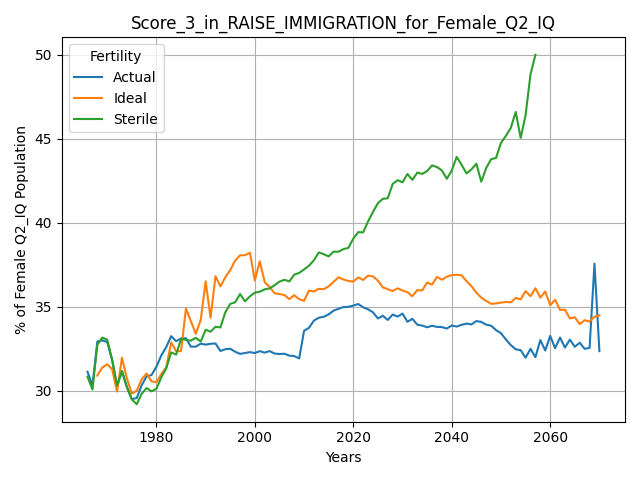 Score_3_in_RAISE_IMMIGRATION_for_Female_Q2_IQ
Fertility
Actual
Ideal
Sterile
% of Female Q2_IQ Population
50
45
40
35
30
1980
2000
2020
2040
2060
Years